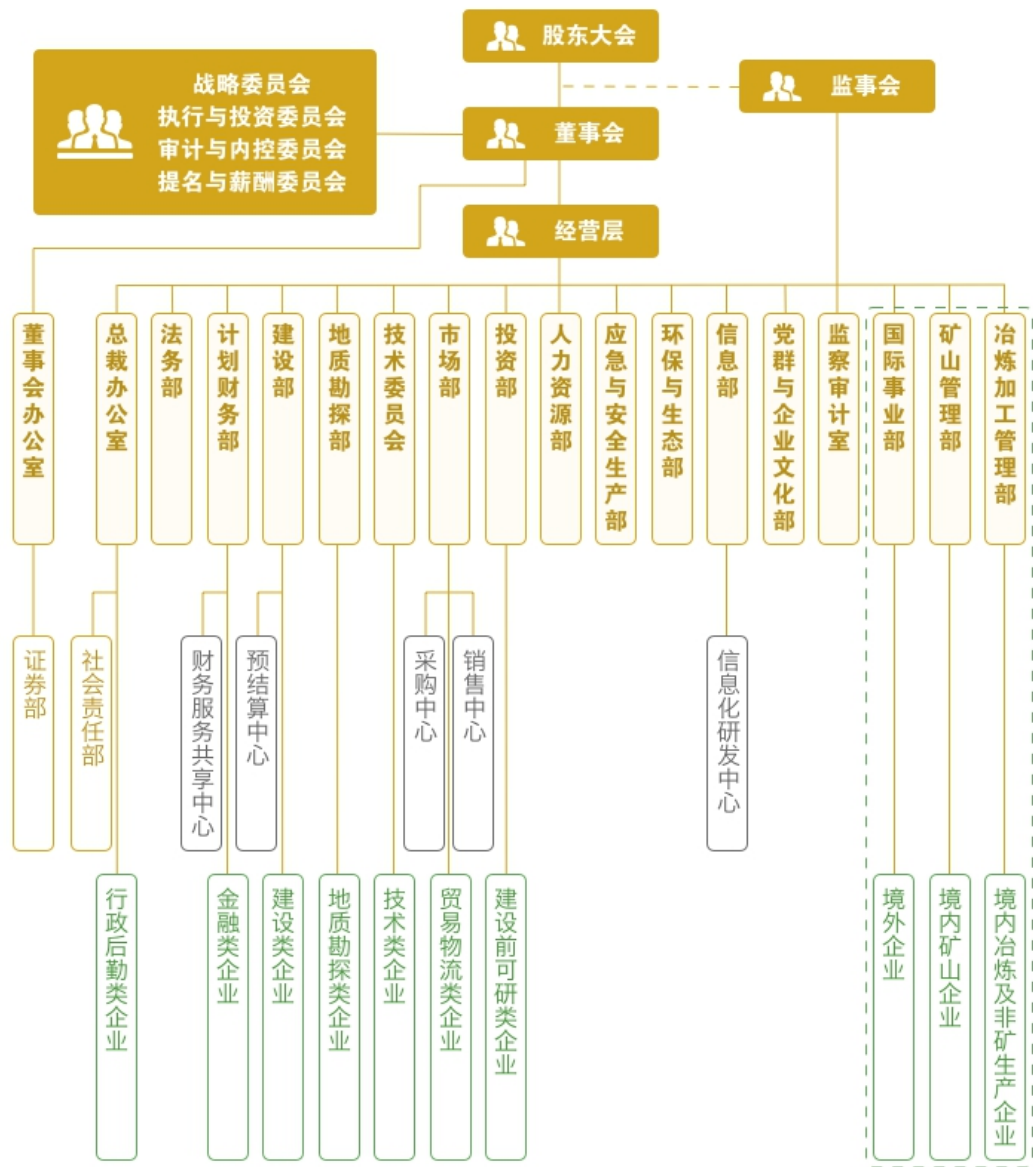 股东大会
战略委员会
执行与投资委员会
审计与内控委员会
提名与薪酬委员会
监事会
董事会
经营层
董事会办公室
总裁办公室
法务部
计划财务部
建设部
地质勘探部
技术委员会
市场部
投资部
人力资源部
应急与安全生产部
环保与生态部
信息部
党群与企业文化部
监察审计室
国际事业部
矿山管理部
冶炼加工管理部
证券部
社会责任部
财务服务共享中心
预结算中心
采购中心
销售中心
信息化研发中心
行政后勤类企业
金融类企业
建设类企业
地质勘探类企业
技术类企业
贸易物流类企业
建设前可研类企业
境外企业
境内矿山企业
境内冶炼及非矿生产企业